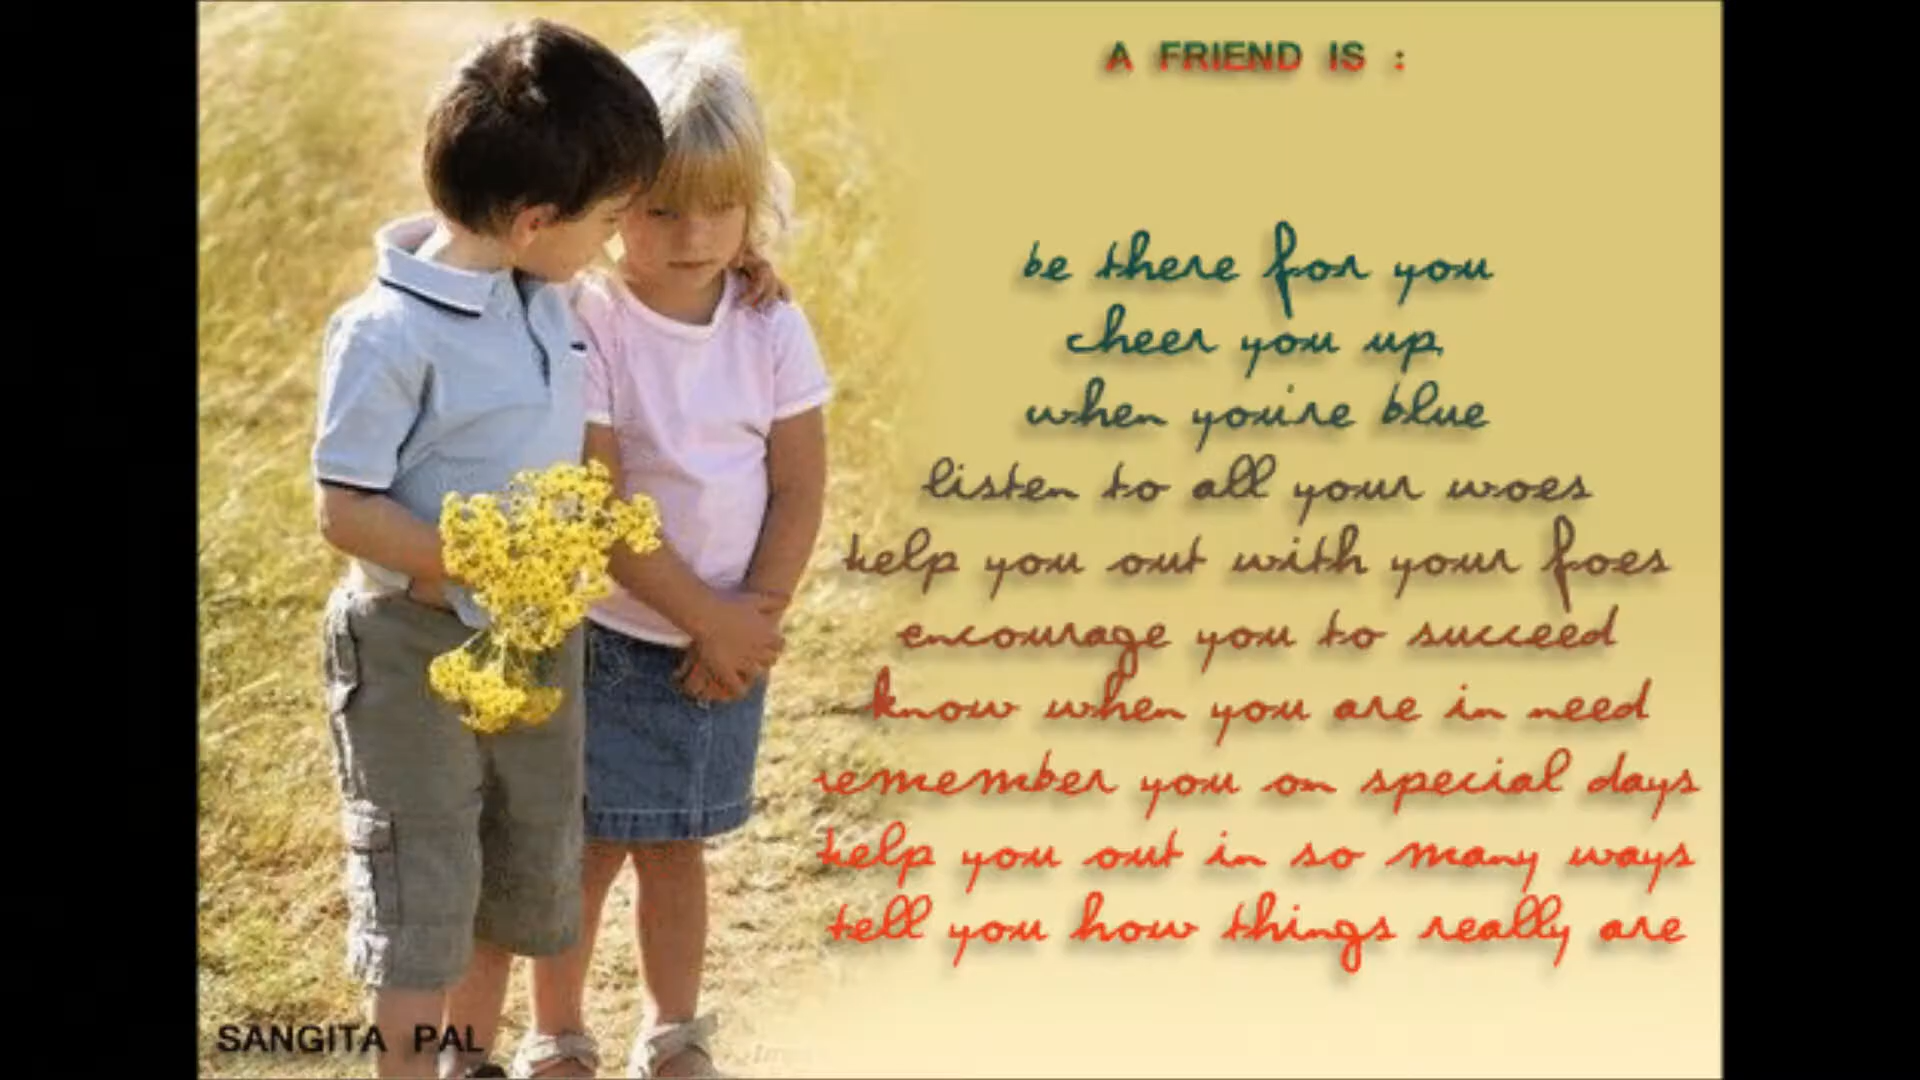 A FRIEND IS :
be there for you
cheer you up,
when you're blue
listen to all your woes
help you out with your foes
encourage you to succeed
know when you are in need
remember you on special days
help you out in so many ways
tell you how things really are
SANGITA PAL